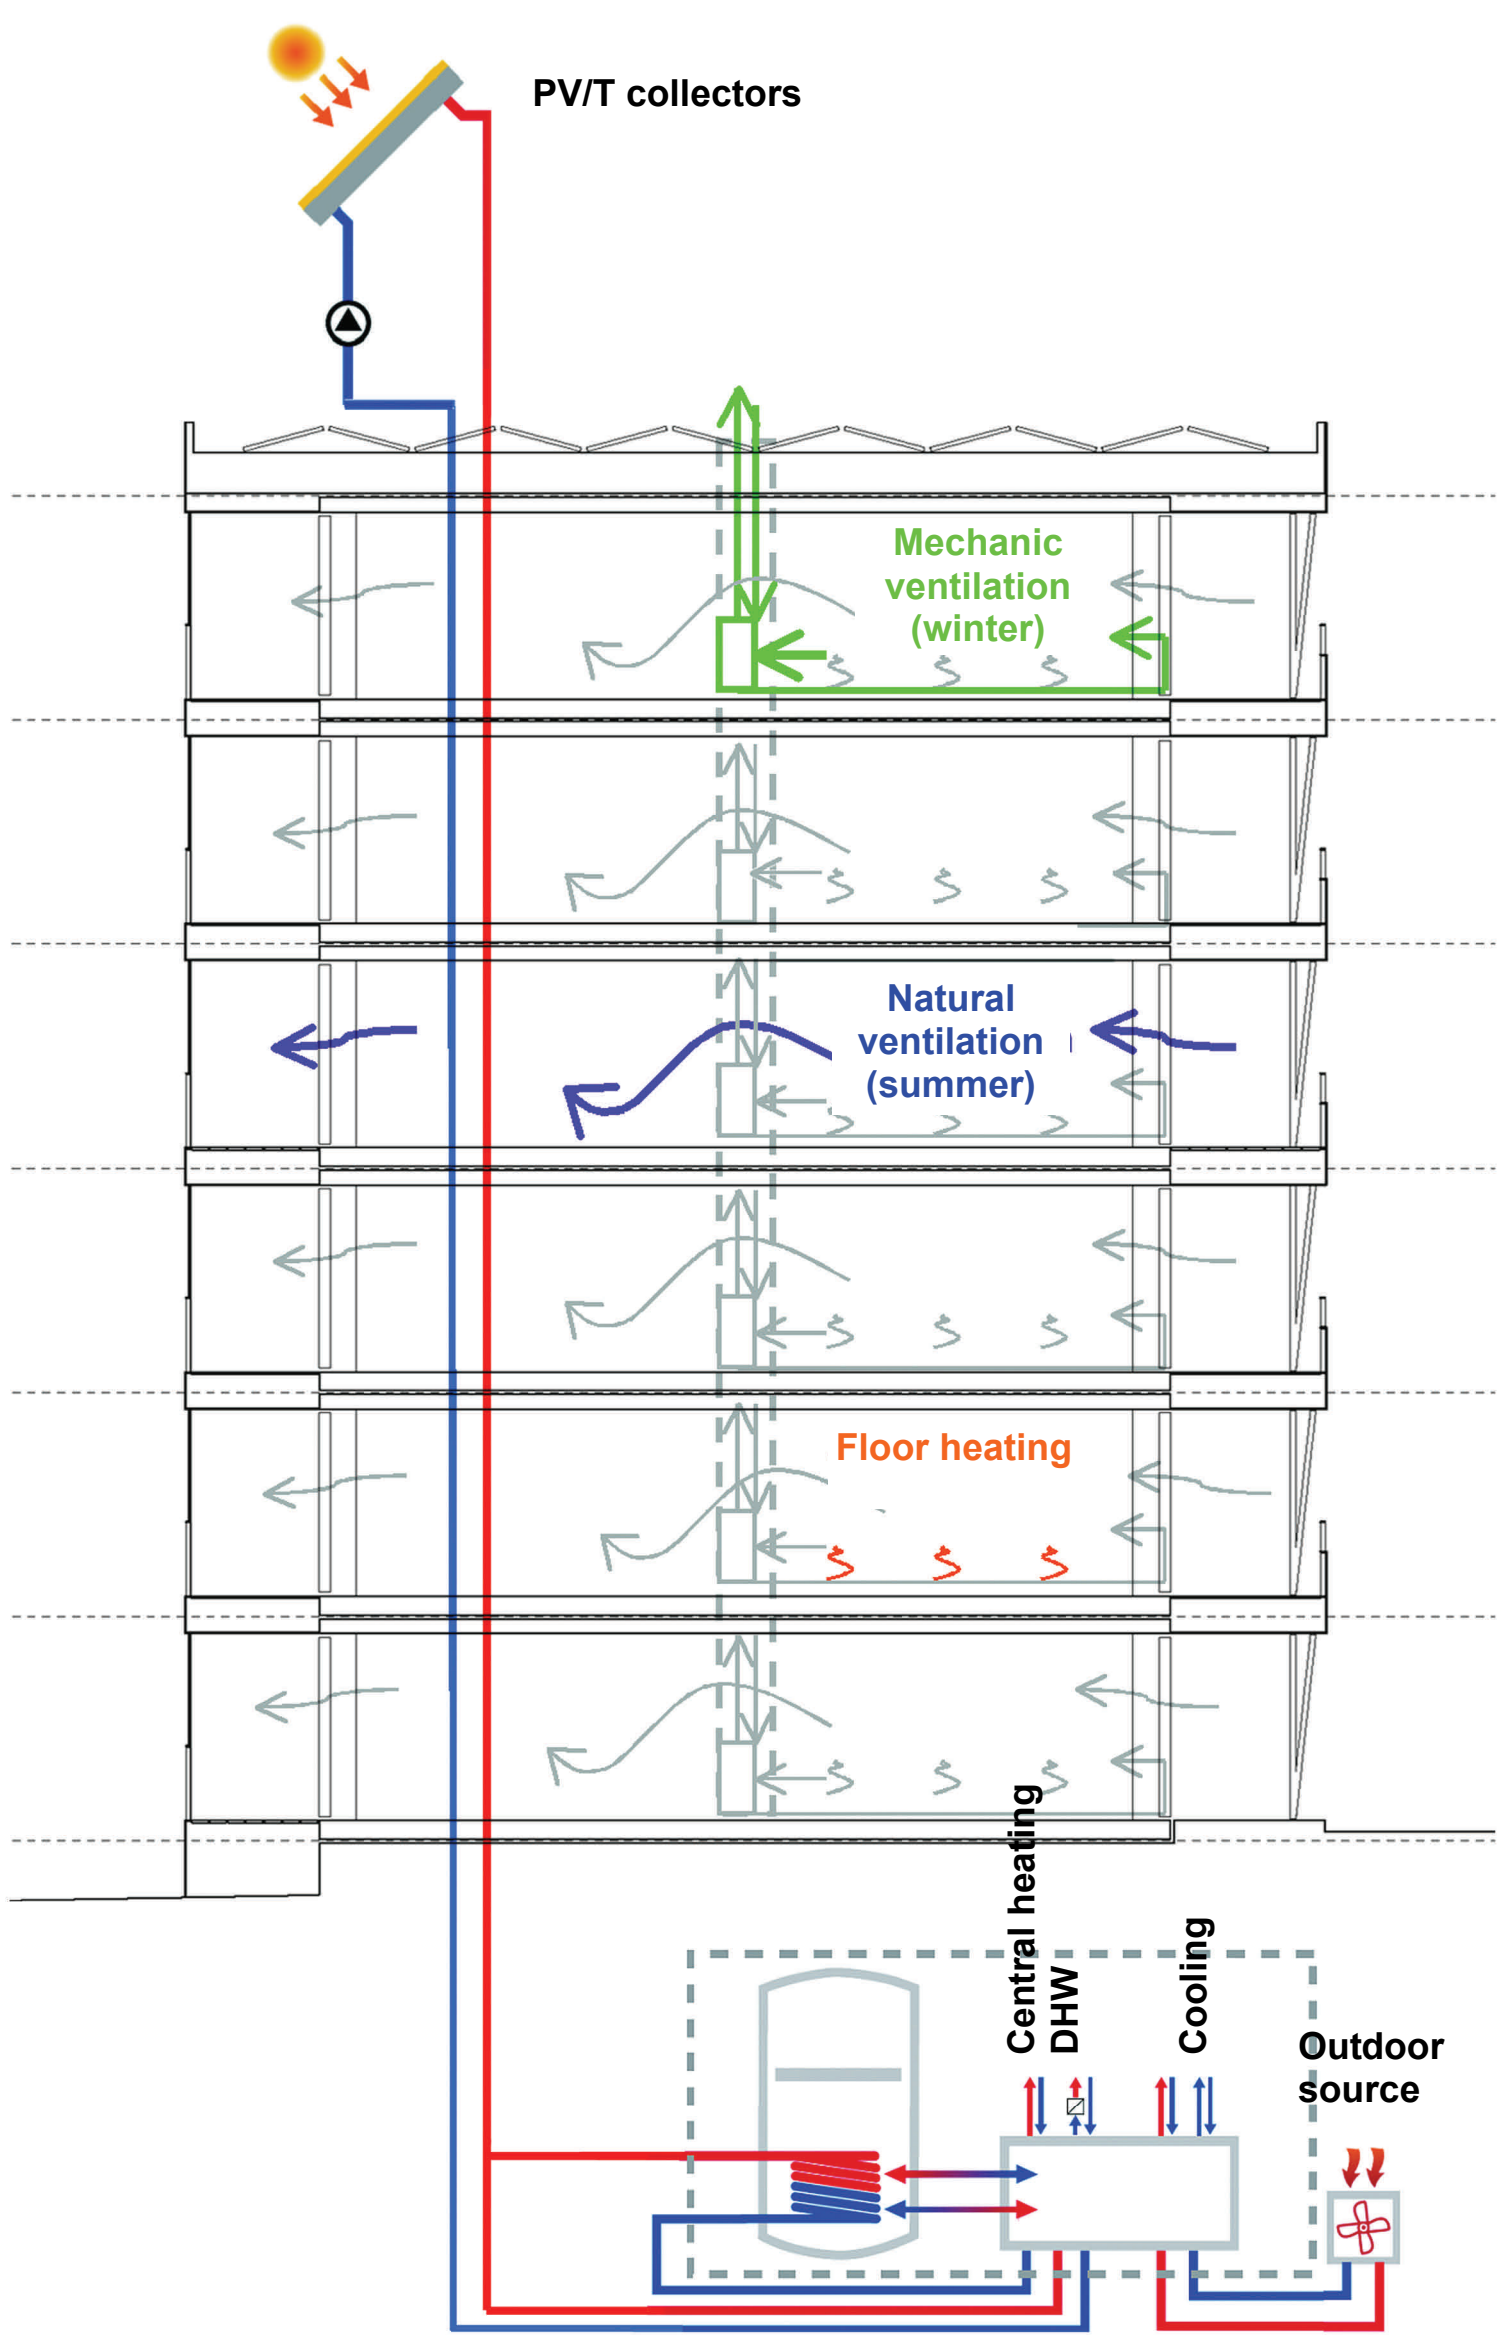 PV/T collectors
Mechanic
ventilation
(winter)
Natural
ventilation
(summer)
Floor heating
Central heating
DHW
Cooling
Outdoor
source